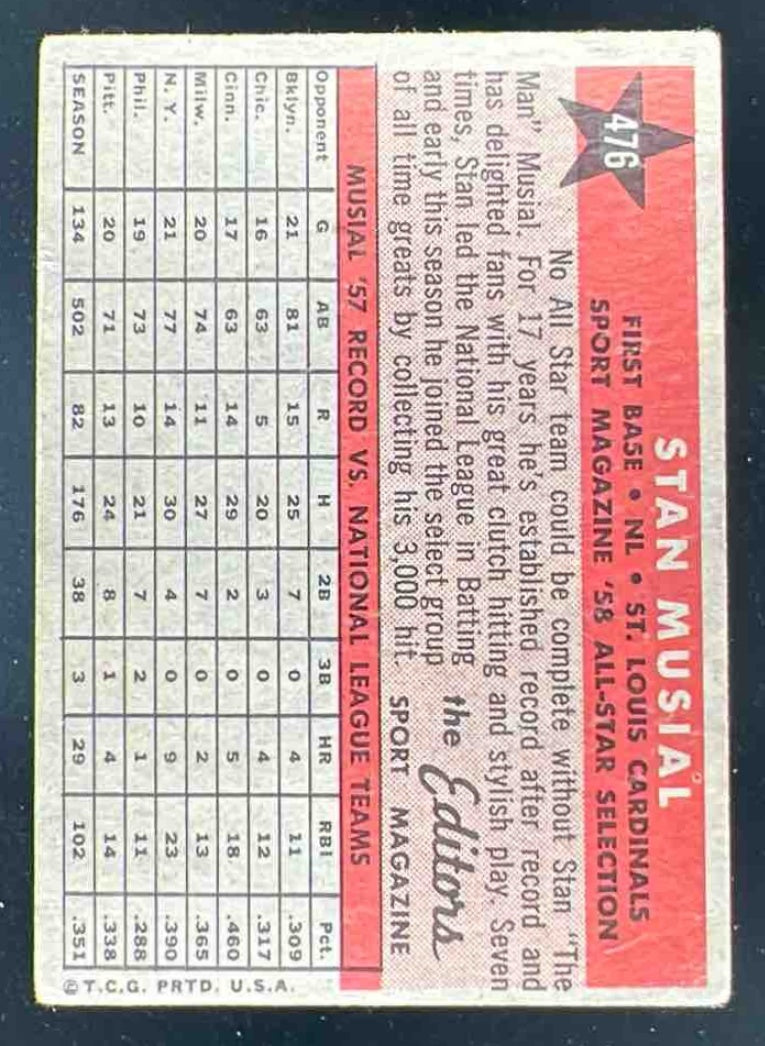 476
STAN MUSIAL
FIRST BASE • NL • ST. LOUIS CARDINALS
SPORT MAGAZINE '58 ALL-STAR SELECTION
No All Star team could be complete without Stan "The
Man" Musial. For 17 years he's established record after record and
has delighted fans with his great clutch hitting and stylish play. Seven
times, Stan led the National League in Batting
and early this season he joined the select group
of all time greats by collecting his 3,000 hit.
the Editors
SPORT MAGAZINE
MUSIAL '57 RECORD VS. NATIONAL LEAGUE TEAMS
Opponent G AB R H 2B 3B HR RBI Pct.
Bklyn. 21 81 15 25 7 0 4 11 .309
Chic. 16 63 5 20 3 0 4 12 .317
Cinn. 17 63 14 29 2 0 5 18 .460
Milw. 20 74 11 27 7 0 2 13 .365
N. Y. 21 77 14 30 4 0 9 23 .390
Phil. 19 73 10 21 7 2 1 11 .288
Pitt. 20 71 13 24 8 1 4 14 .338
SEASON 134 502 82 176 38 3 29 102 .351
© T.C.G. PRTD. U.S.A.